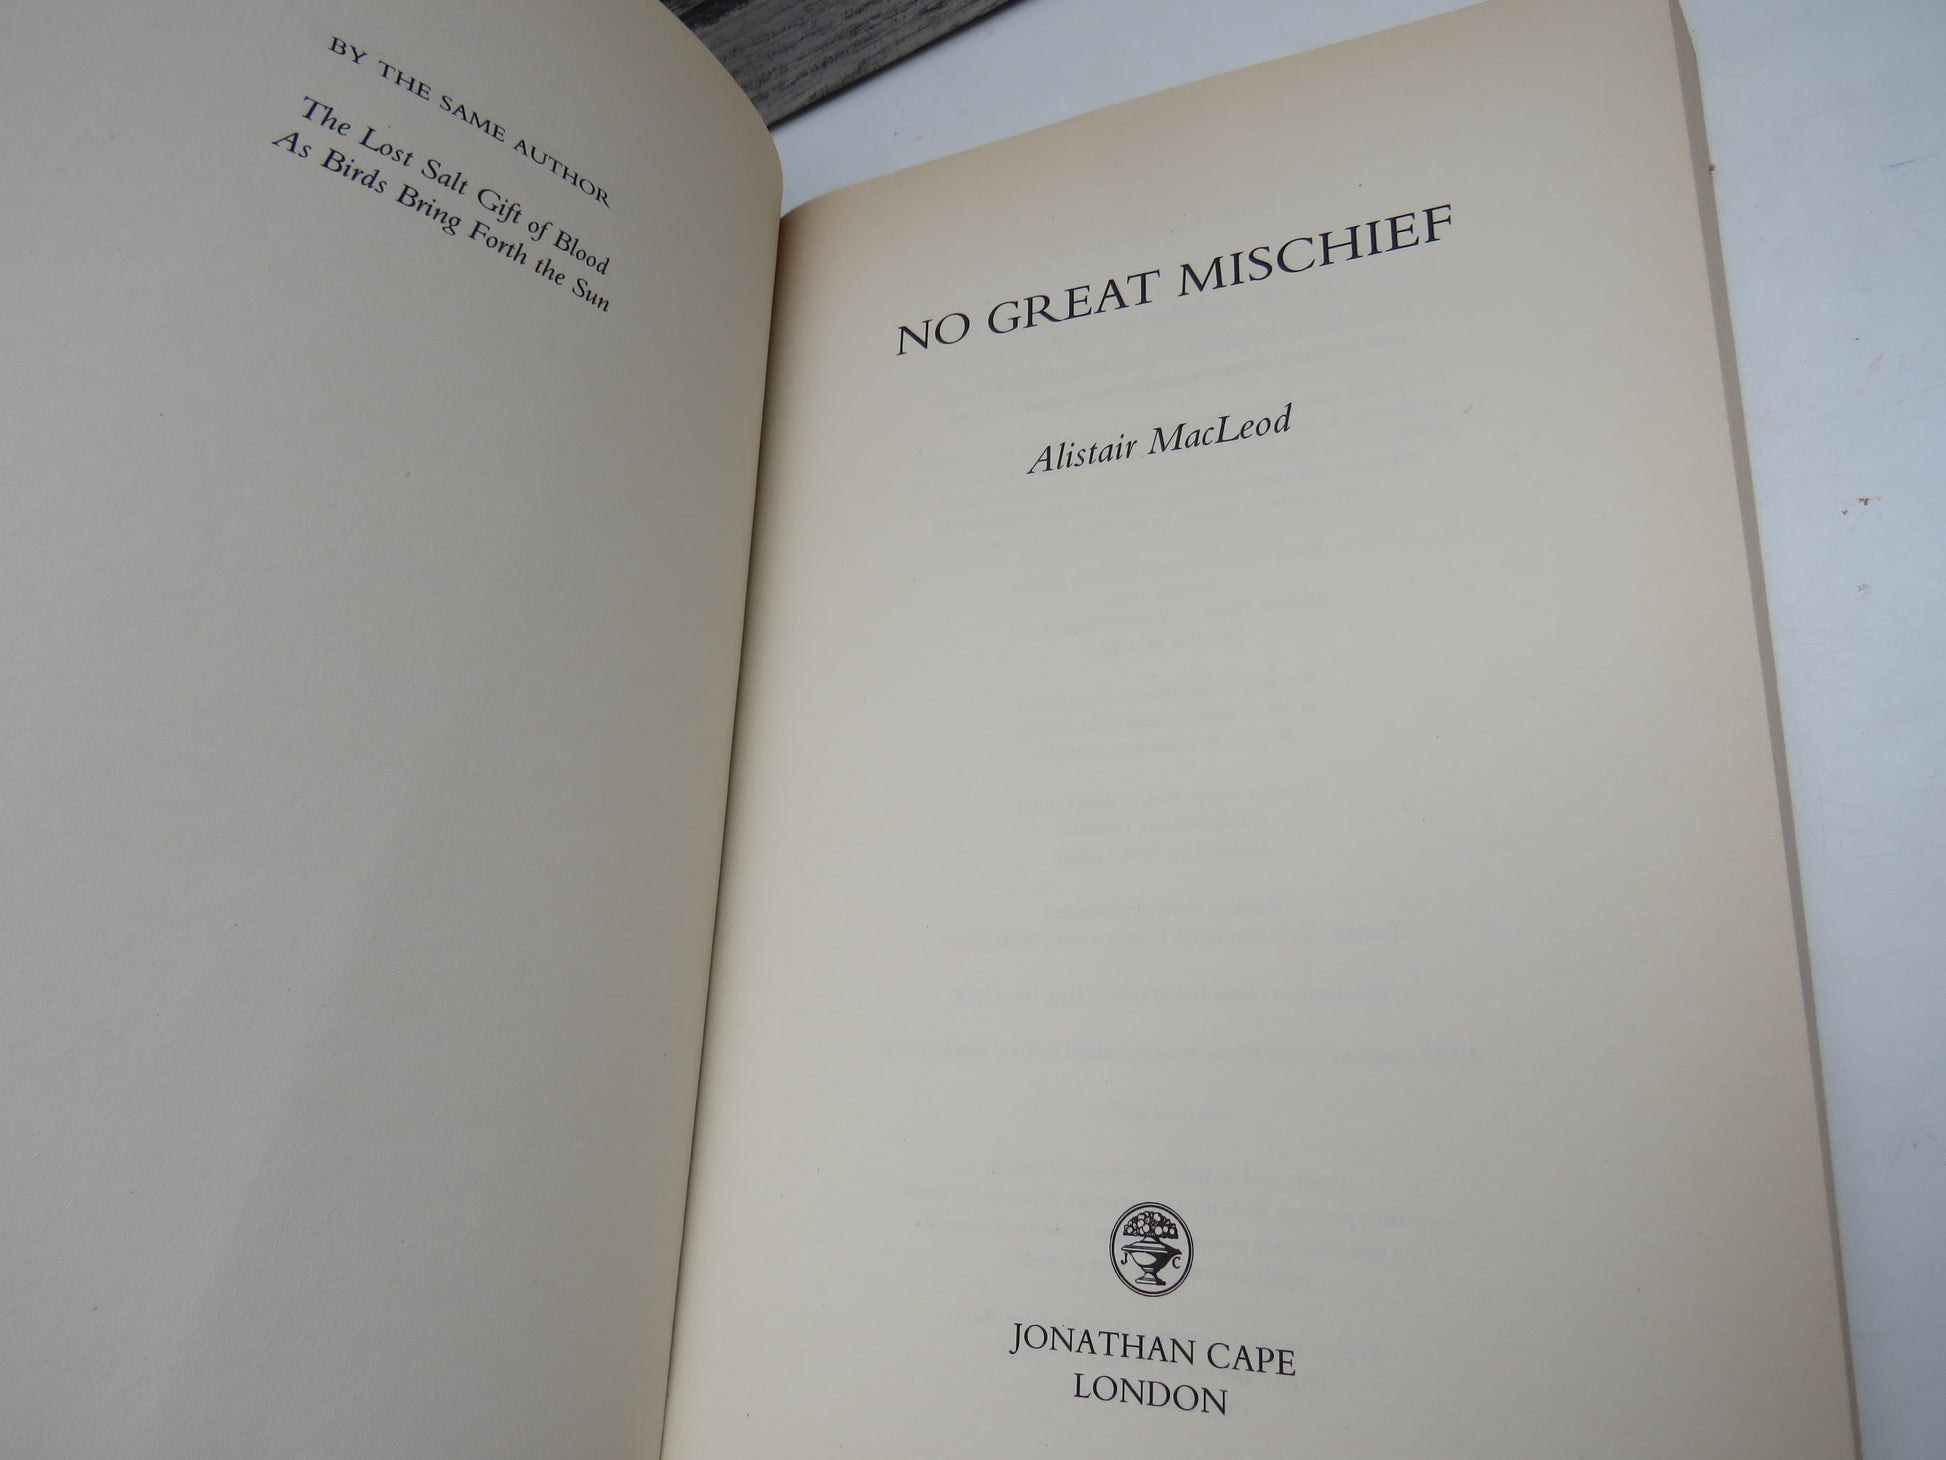 BY THE SAME AUTHOR
The Lost Salt Gift of Blood
As Birds Bring Forth the Sun
NO GREAT MISCHIEF
Alistair MacLeod
J C
JONATHAN CAPE
LONDON